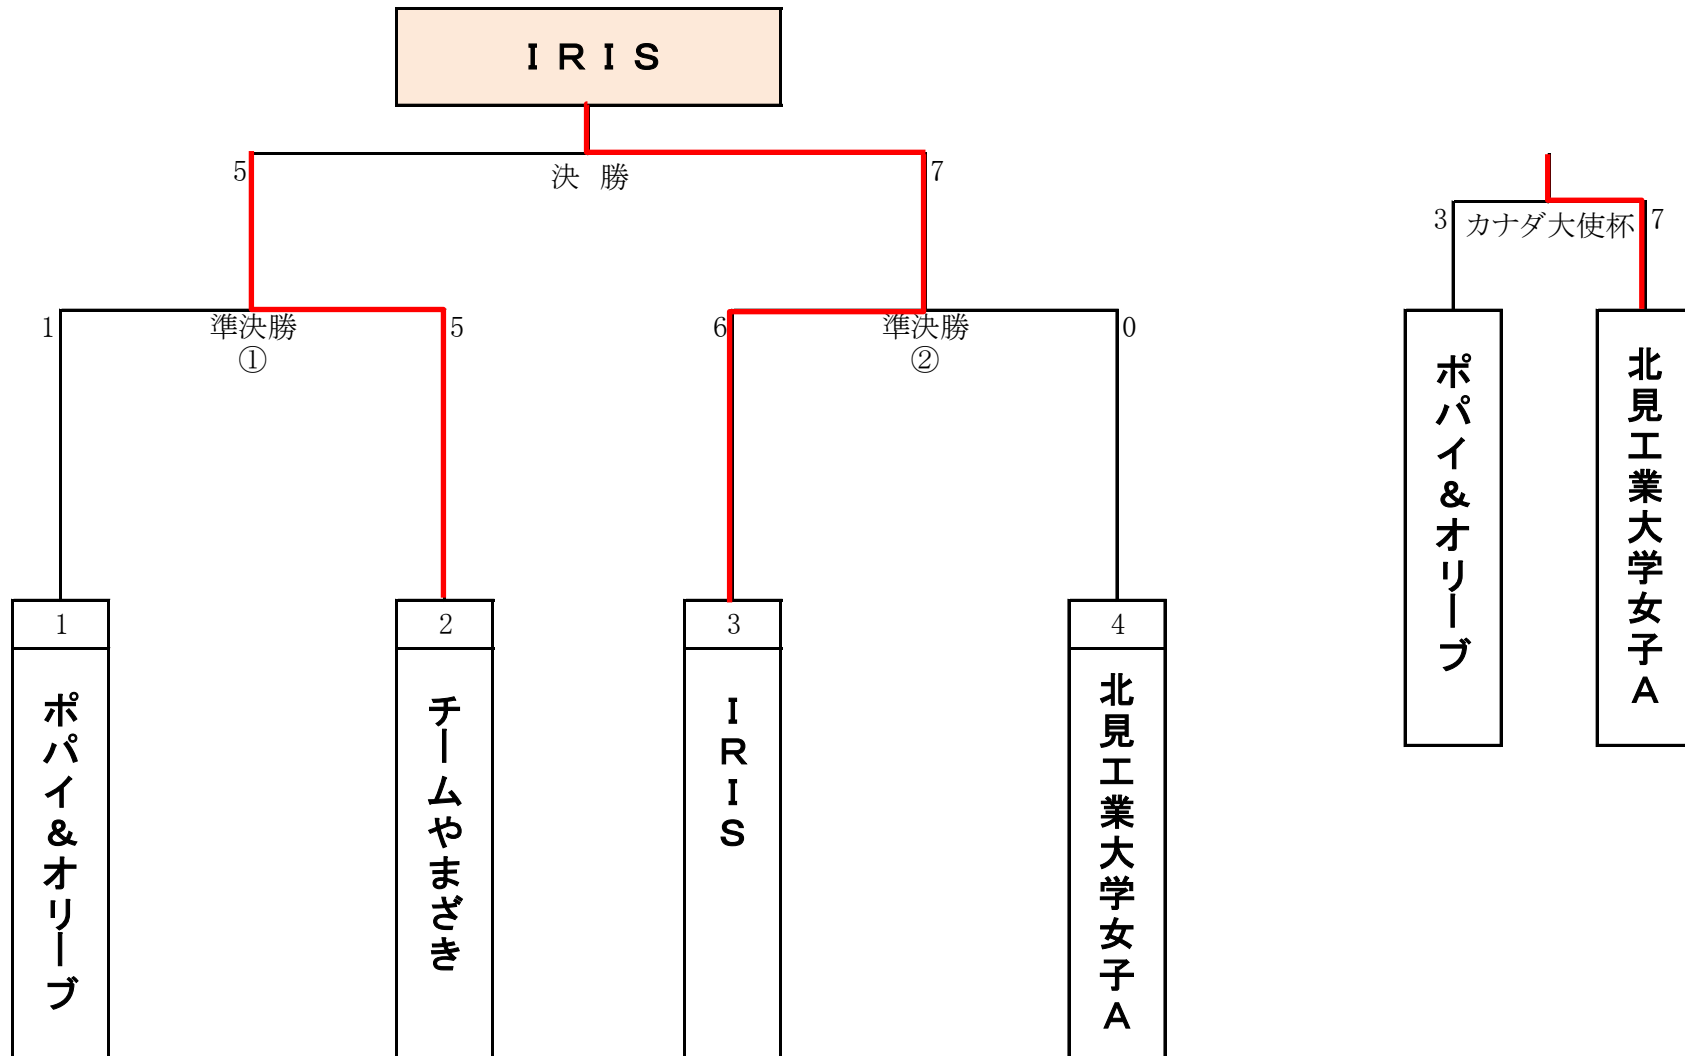 ＩＲＩＳ
5 決 勝 7
3 カナダ大使杯 7
1 準決勝 5
①
6 準決勝 0
②
ポパイ＆オリーブ
北見工業大学女子Ａ
1
2
3
4
ポパイ＆オリーブ
チームやまざき
ＩＲＩＳ
北見工業大学女子Ａ